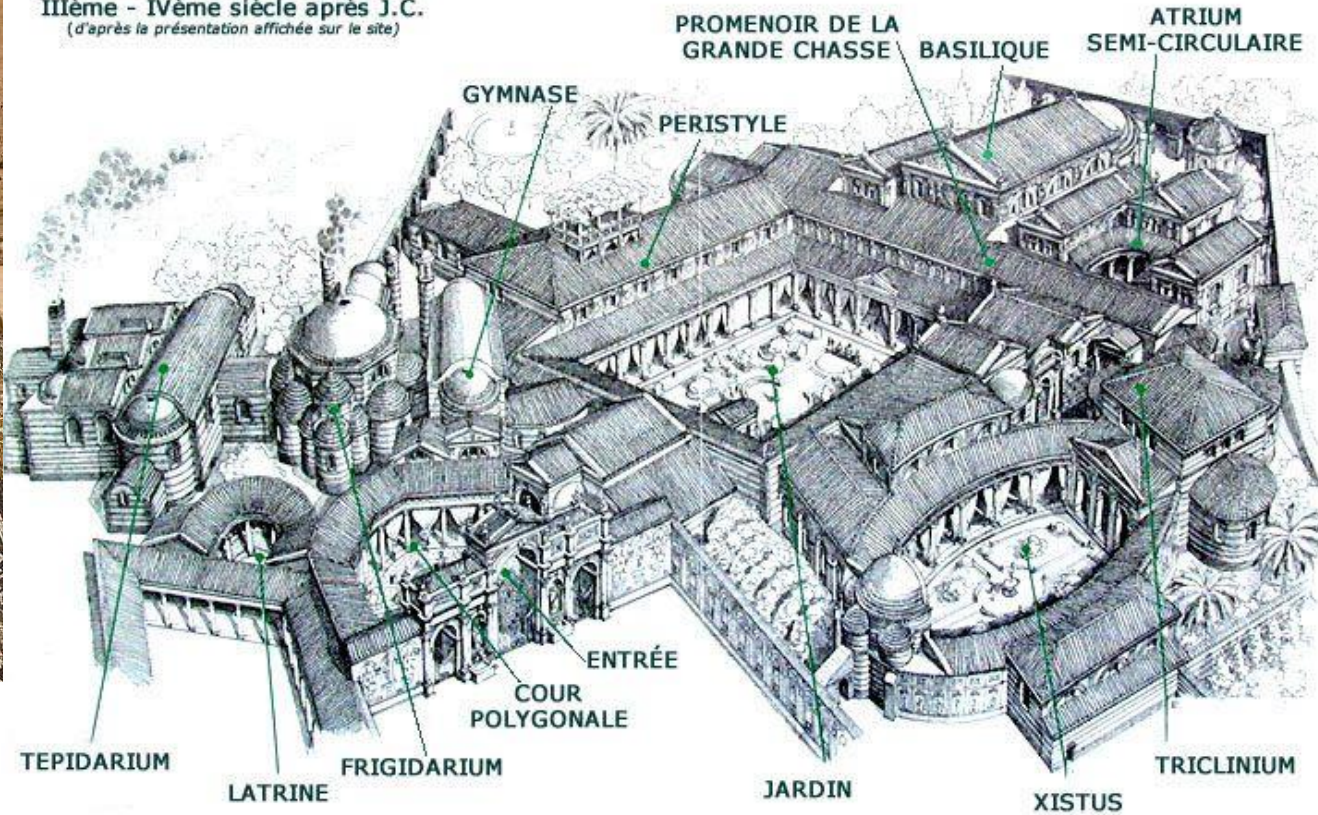 IIIème - IVème siècle après J.C.
(d'après la présentation affichée sur le site)
PROMENOIR DE LA
GRANDE CHASSE
BASILIQUE
ATRIUM
SEMI-CIRCULAIRE
GYMNASE
PERISTYLE
ENTRÉE
COUR
POLYGONALE
TEPIDARIUM
LATRINE
FRIGIDARIUM
JARDIN
XISTUS
TRICLINIUM